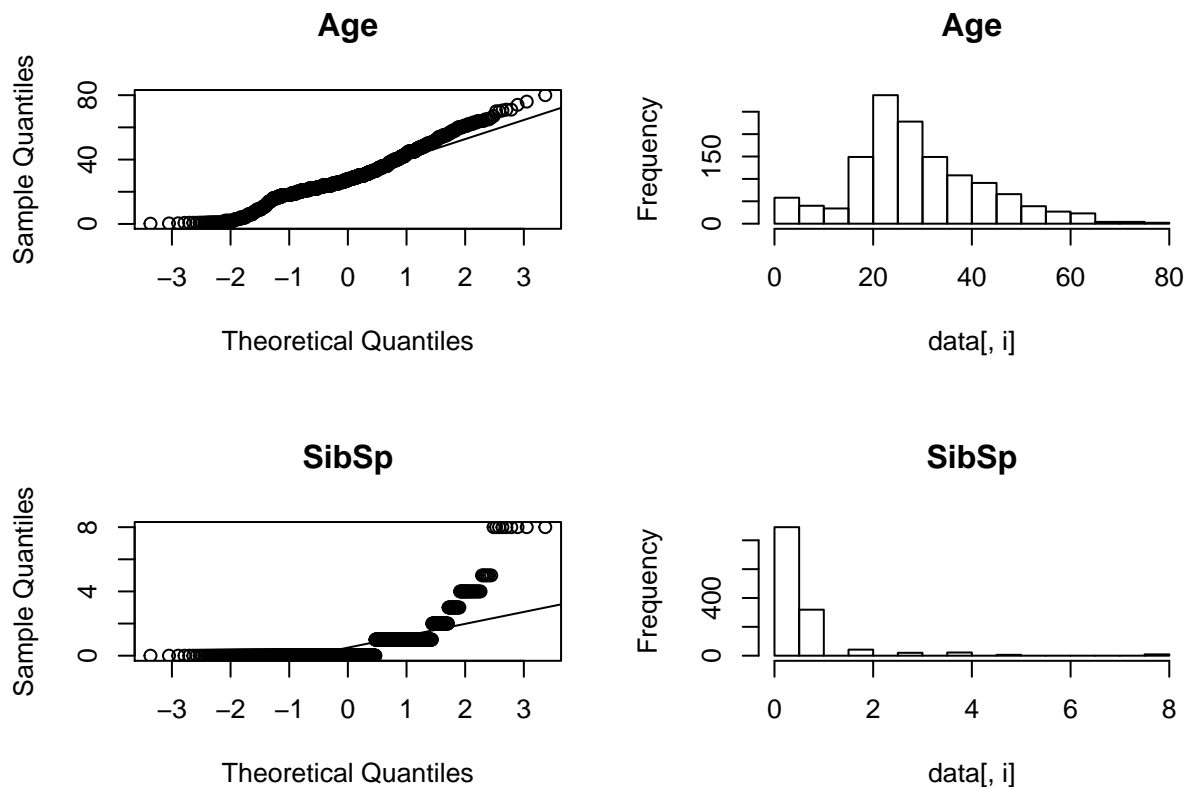 Age
Sample Quantiles
0 40 80
−3 −2 −1 0 1 2 3
Theoretical Quantiles
Age
Frequency
0 150
0 20 40 60 80
data[, i]
SibSp
Sample Quantiles
0 4 8
−3 −2 −1 0 1 2 3
Theoretical Quantiles
SibSp
Frequency
0 400
0 2 4 6 8
data[, i]